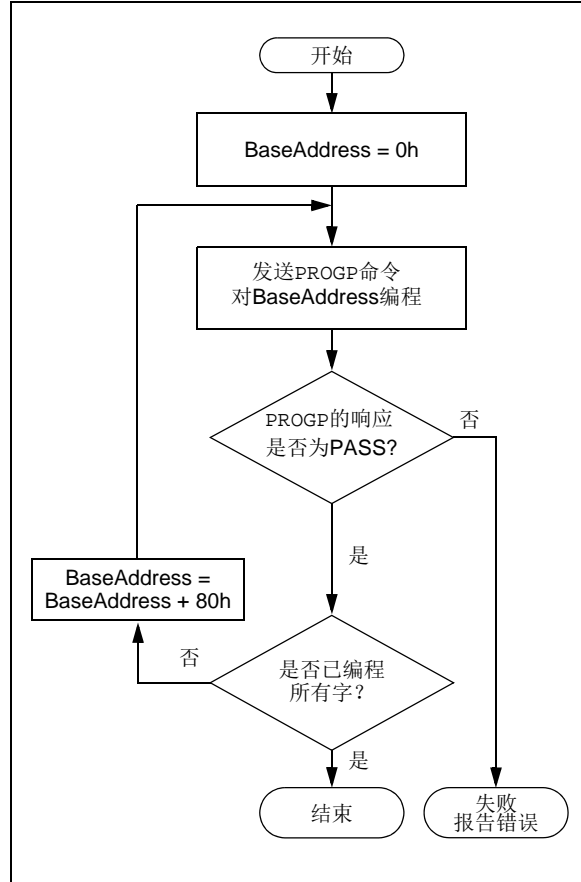 开始
BaseAddress = 0h
发送PROGP命令
对BaseAddress编程
PROGP的响应
是否为PASS?
否
是
BaseAddress =
BaseAddress + 80h
否
是否已编程
所有字?
是
结束
失败
报告错误